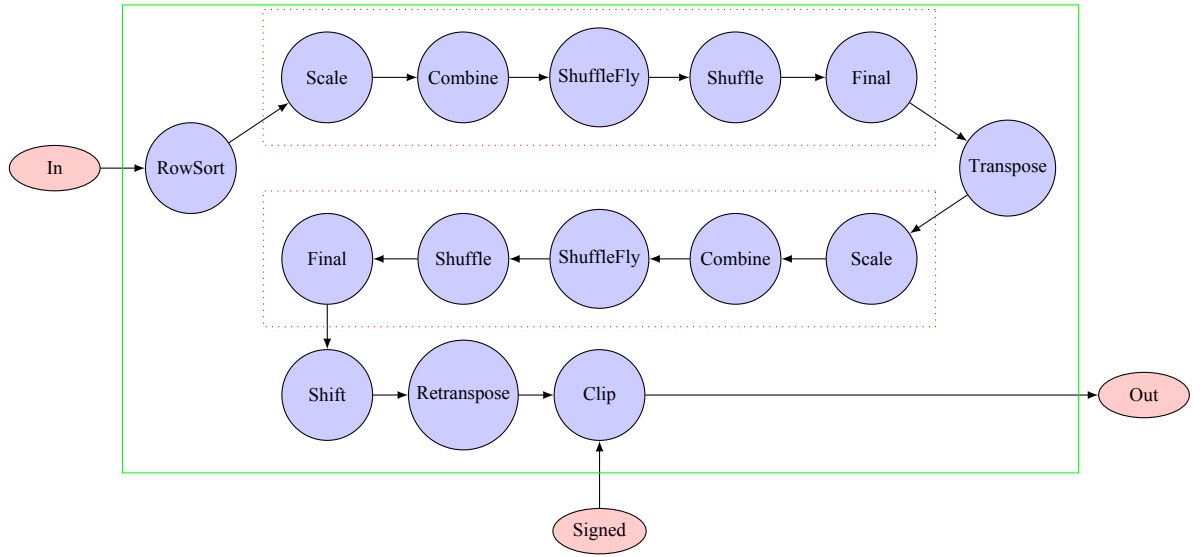 Scale
Combine
ShuffleFly
Shuffle
Final
In
RowSort
Transpose
Final
Shuffle
ShuffleFly
Combine
Scale
Shift
Retranspose
Clip
Out
Signed